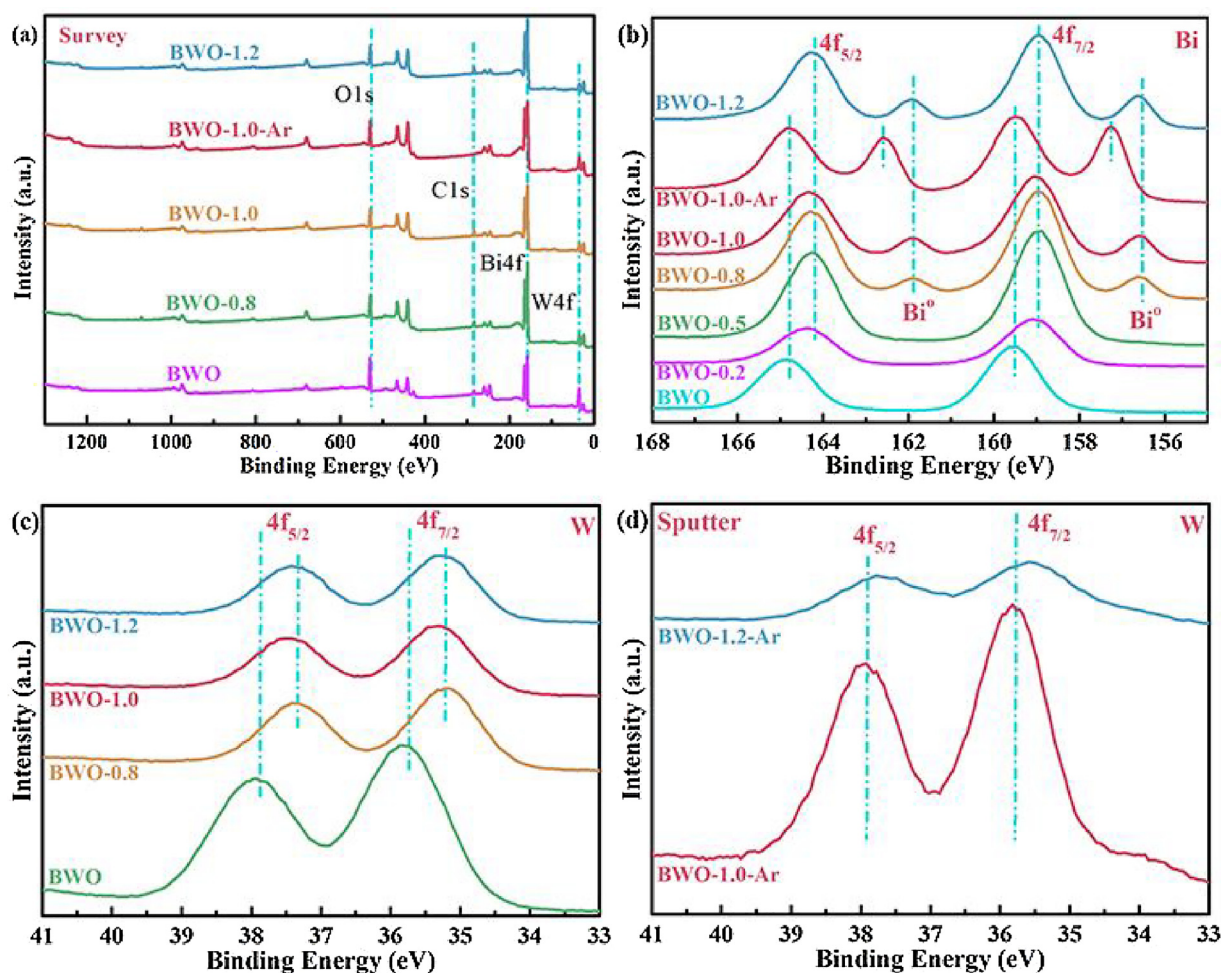 (a) Survey
BWO-1.2
O1s
BWO-1.0-Ar
C1s
BWO-1.0
Bi4f
BWO-0.8
W4f
BWO
Intensity (a.u.)
1200 1000 800 600 400 200 0
Binding Energy (eV)
(b) 4f5/2 4f7/2 Bi
BWO-1.2
BWO-1.0-Ar
BWO-1.0
BWO-0.8
Bio Bio
BWO-0.5
BWO-0.2
BWO
Intensity (a.u.)
168 166 164 162 160 158 156
Binding Energy (eV)
(c) 4f5/2 4f7/2 W
BWO-1.2
BWO-1.0
BWO-0.8
BWO
Intensity (a.u.)
41 40 39 38 37 36 35 34 33
Binding Energy (eV)
(d) Sputter 4f5/2 4f7/2 W
BWO-1.2-Ar
BWO-1.0-Ar
Intensity (a.u.)
41 40 39 38 37 36 35 34 33
Binding Energy (eV)